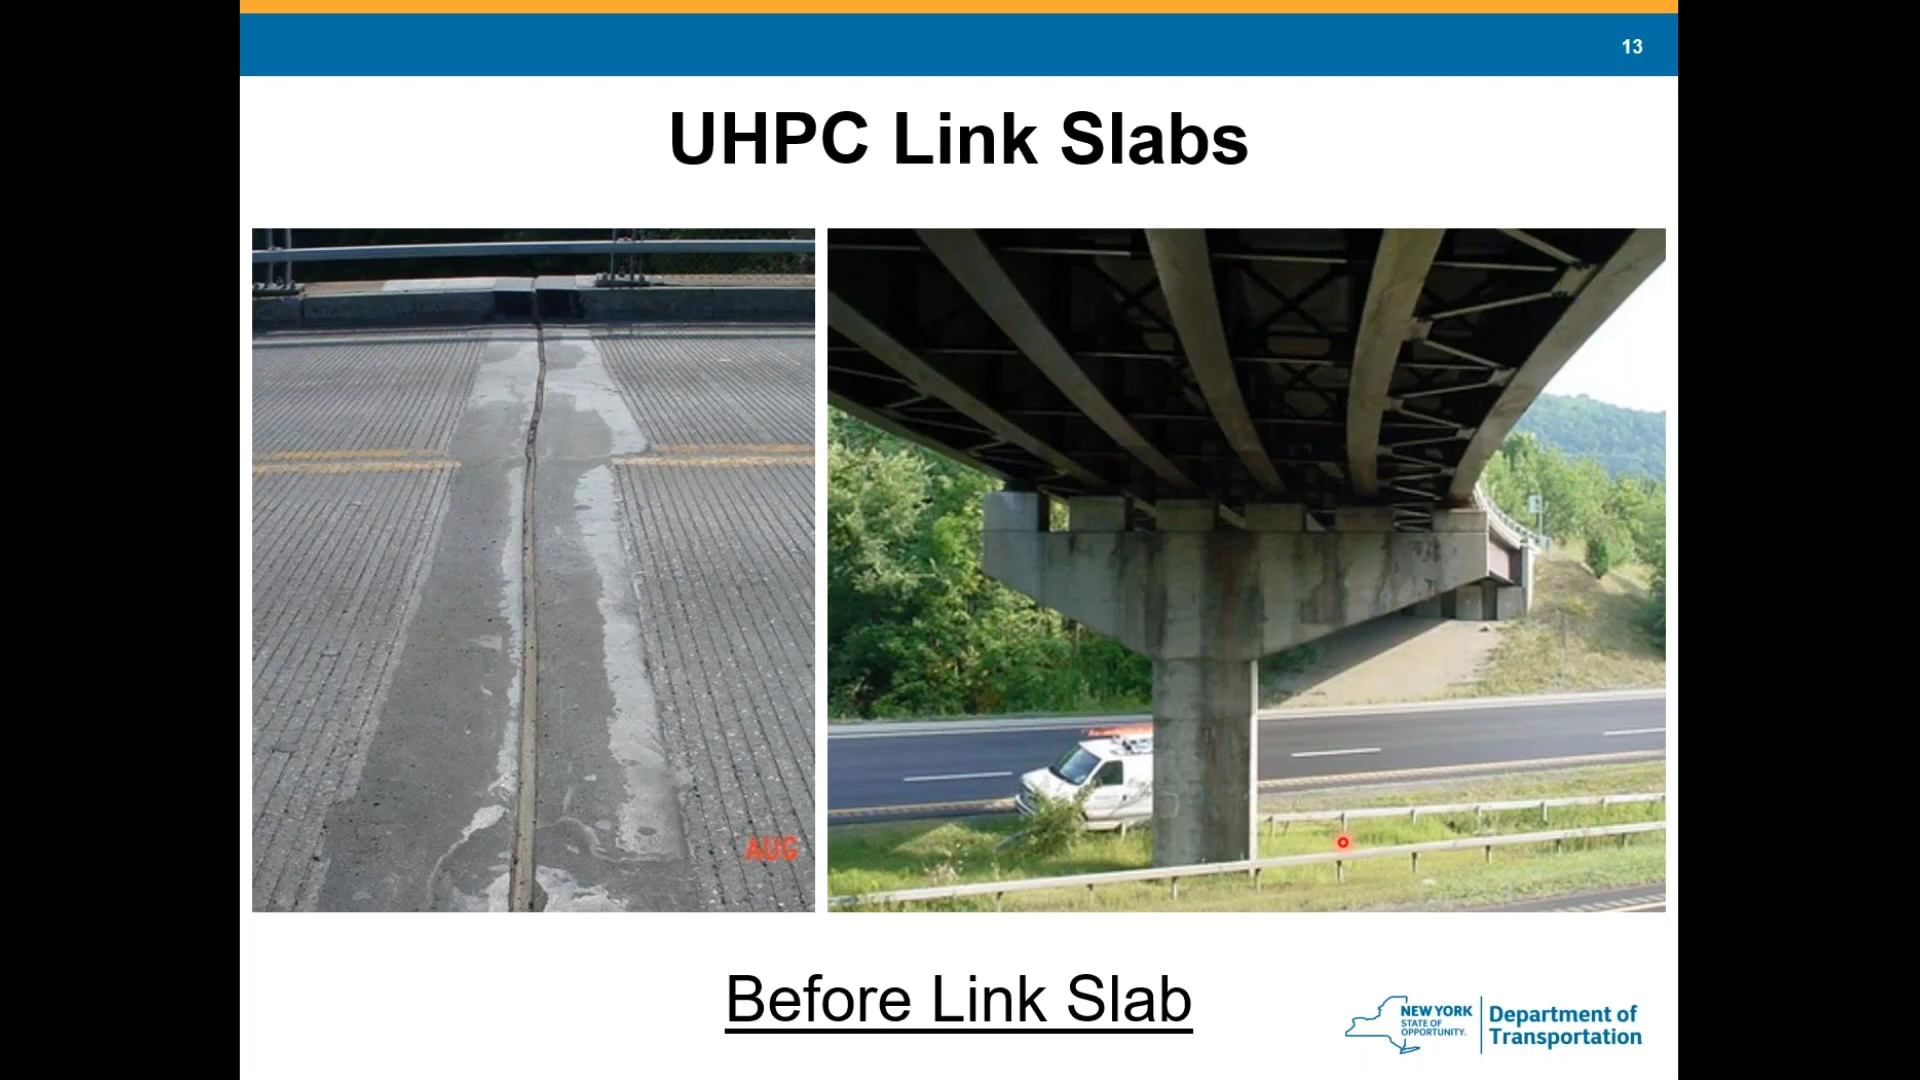 13
UHPC Link Slabs
AUG
Before Link Slab
NEW YORK
STATE OF
OPPORTUNITY.
Department of
Transportation